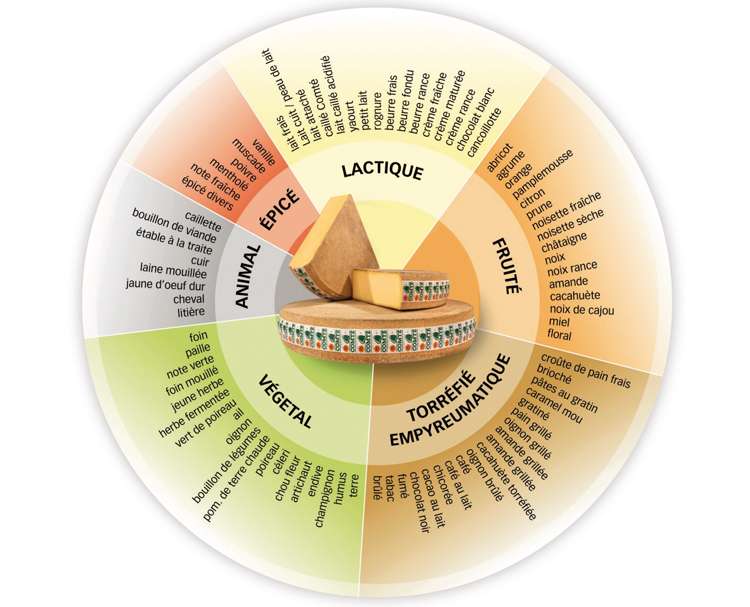 LACTIQUE
lait frais
lait cuit / peau de lait
lait attaché
caillé comté
lait caillé acidifié
yaourt
petit lait
rognure
beurre frais
beurre fondu
beurre rance
crème fraîche
crème maturée
crème rance
chocolat blanc
cancoillotte
FRUITÉ
abricot
agrume
orange
pamplemousse
citron
prune
noisette fraîche
noisette sèche
châtaigne
noix
noix rance
amande
cacahuète
noix de cajou
miel
floral
TORRÉFIÉ
EMPYREUMATIQUE
croûte de pain frais
brioché
pâtes au gratin
caramel mou
gratiné
pain grillé
oignon grillé
amande grillée
amande grillée
cacahuète torréfiée
oignon brûlé
café
café au lait
chicorée
cacao au lait
chocolat noir
fumé
tabac
brûlé
VÉGETAL
foin
paille
note verte
foin mouillé
jeune herbe
herbe fermentée
vert de poireau
ail
oignon
bouillon de légumes
pom. de terre chaude
poireau
céleri
chou fleur
artichaut
endive
champignon
humus
terre
ANIMAL
caillette
bouillon de viande
étable à la traite
cuir
laine mouillée
jaune d'oeuf dur
cheval
litière
ÉPICÉ
vanille
muscade
poivre
mentholé
note fraîche
épicé divers
COMTÉ